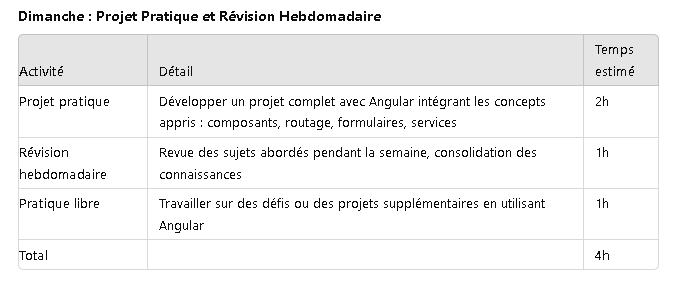 Dimanche : Projet Pratique et Révision Hebdomadaire
Temps
Activité Détail estimé
Projet pratique Développer un projet complet avec Angular intégrant les concepts 2h
appris : composants, routage, formulaires, services
Révision Revue des sujets abordés pendant la semaine, consolidation des 1h
hebdomadaire connaissances
Pratique libre Travailler sur des défis ou des projets supplémentaires en utilisant 1h
Angular
Total 4h